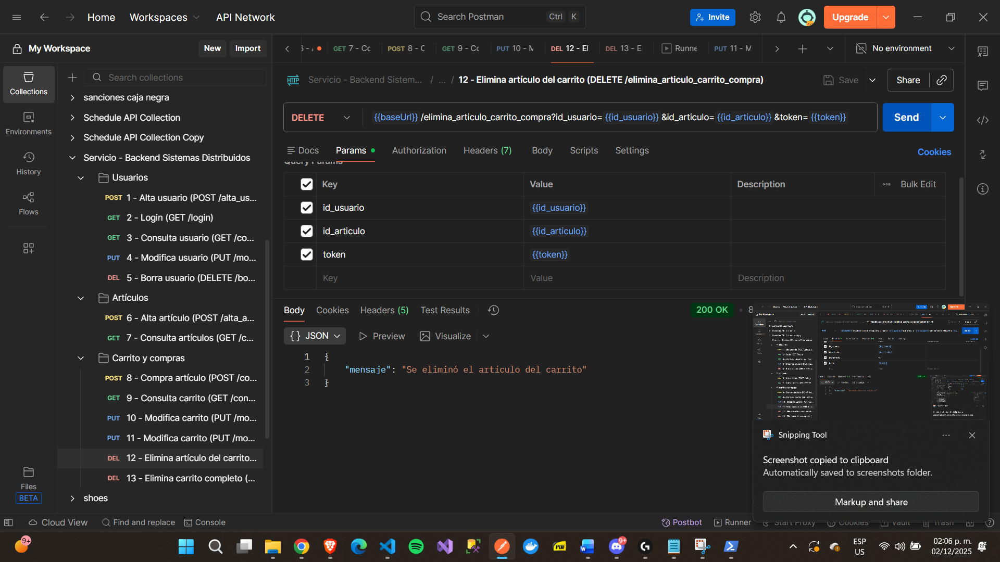 Home
Workspaces
API Network
Search Postman
Ctrl K
Invite
Upgrade
My Workspace
New
Import
GET 7 - Cc
POST 8 - C
GET 9 - Cc
PUT 10 - M
DEL 12 - El
DEL 13 - E
Runne
PUT 11 - M
No environment
Collections
Environments
History
Flows
Files
BETA
Search collections
sanciones caja negra
Schedule API Collection
Schedule API Collection Copy
Servicio - Backend Sistemas Distribuidos
Usuarios
POST 1 - Alta usuario (POST /alta_us...
GET 2 - Login (GET /login)
GET 3 - Consulta usuario (GET /co...
PUT 4 - Modifica usuario (PUT /mo...
DEL 5 - Borra usuario (DELETE /bo...
Artículos
POST 6 - Alta artículo (POST /alta_a...
GET 7 - Consulta artículos (GET /c...
Carrito y compras
POST 8 - Compra artículo (POST /co...
GET 9 - Consulta carrito (GET /con...
PUT 10 - Modifica carrito (PUT /mo...
PUT 11 - Modifica carrito (PUT /mo...
DEL 12 - Elimina artículo del carrito...
DEL 13 - Elimina carrito completo (...
shoes
HTTP
Servicio - Backend Sistem... / ... / 12 - Elimina artículo del carrito (DELETE /elimina_articulo_carrito_compra)
Save
Share
DELETE
{{baseUrl}} /elimina_articulo_carrito_compra?id_usuario= {{id_usuario}} &id_articulo= {{id_articulo}} &token= {{token}}
Send
Docs
Params
Authorization
Headers (7)
Body
Scripts
Settings
Cookies
Query Params
Key Value Description ••• Bulk Edit
id_usuario {{id_usuario}}
id_articulo {{id_articulo}}
token {{token}}
Key Value Description
Body
Cookies
Headers (5)
Test Results
200 OK
{} JSON
Preview
Visualize
1 {
2 "mensaje": "Se eliminó el artículo del carrito"
3 }
Snipping Tool
Screenshot copied to clipboard
Automatically saved to screenshots folder.
Markup and share
Cloud View
Find and replace
Console
Postbot
Runner
Start Proxy
Cookies
Vault
Trash
9+
PDF
9+
ESP
US
02:06 p. m.
02/12/2025